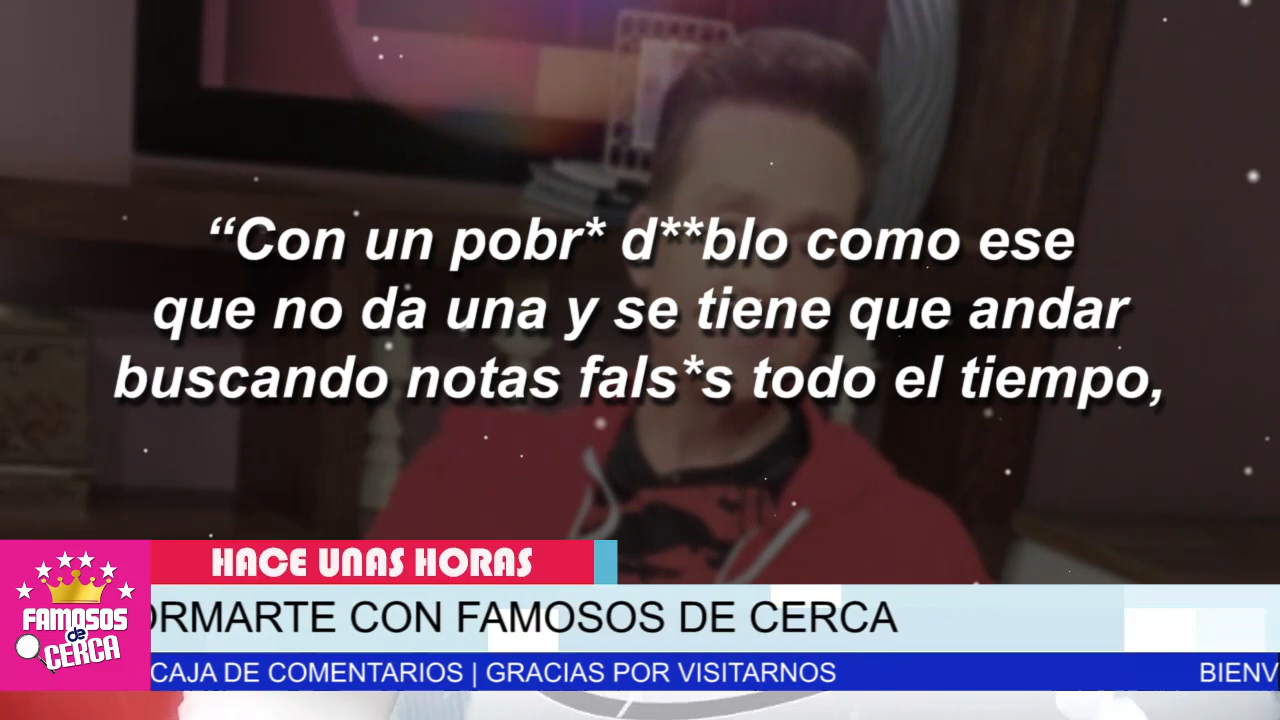 “Con un pobr* d**blo como ese
que no da una y se tiene que andar
buscando notas fals*s todo el tiempo,
HACE UNAS HORAS
ORMARTE CON FAMOSOS DE CERCA
FAMOSOS
de
CERCA
CAJA DE COMENTARIOS | GRACIAS POR VISITARNOS
BIENV